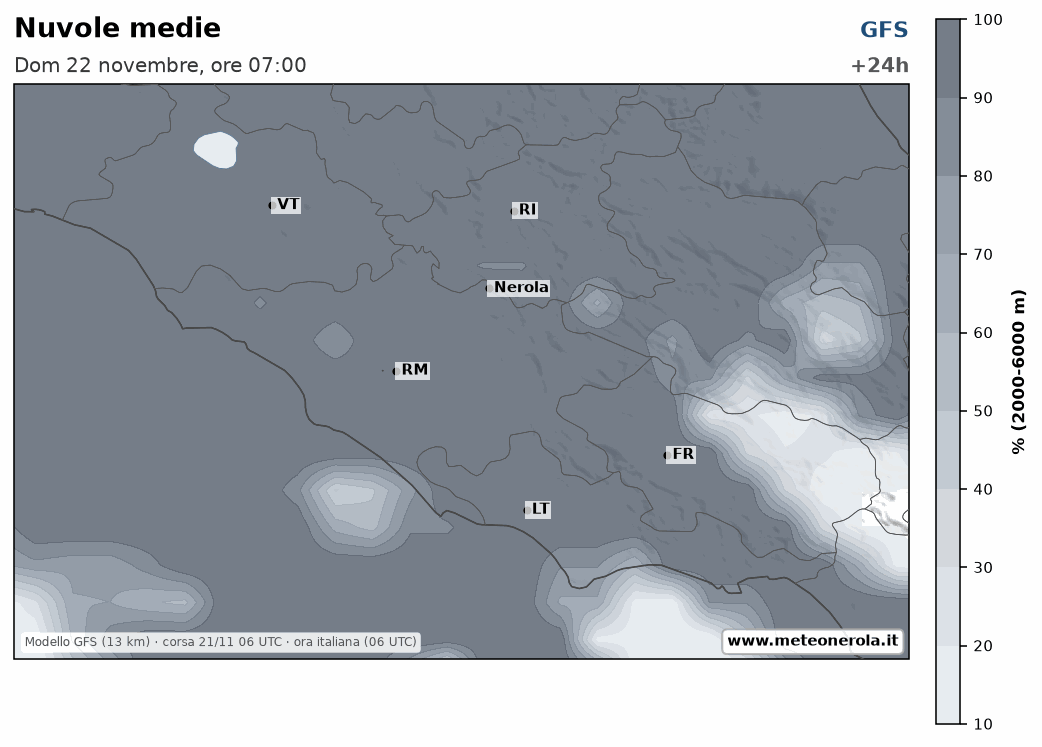 Nuvole medie
GFS
Dom 22 novembre, ore 07:00
+24h
100
90
80
70
60
50
40
30
20
10
% (2000-6000 m)
VT
RI
Nerola
RM
FR
LT
Modello GFS (13 km) · corsa 21/11 06 UTC · ora italiana (06 UTC)
www.meteonerola.it